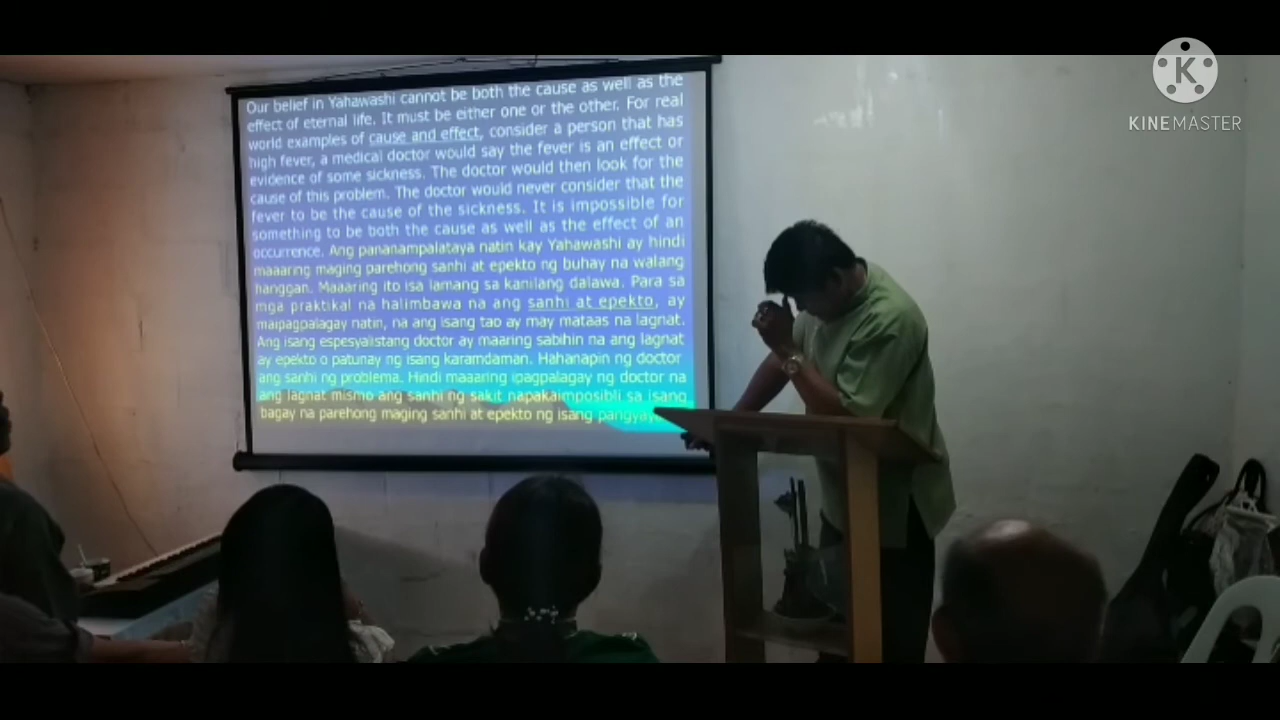 Our belief in Yahawashi cannot be both the cause as well as the
effect of eternal life. It must be either one or the other. For real
world examples of cause and effect, consider a person that has
high fever, a medical doctor would say the fever is an effect or
evidence of some sickness. The doctor would then look for the
cause of this problem. The doctor would never consider that the
fever to be the cause of the sickness. It is impossible for
something to be both the cause as well as the effect of an
occurrence. Ang pananampalataya natin kay Yahawashi ay hindi
maaaring maging parehong sanhi at epekto ng buhay na walang
hanggan. Maaaring ito isa lamang sa kanilang dalawa. Para sa
mga praktikal na halimbawa na ang sanhi at epekto, ay
maipagpalagay natin, na ang isang tao ay may mataas na lagnat.
Ang isang espesyalistang doctor ay maaring sabihin na ang lagnat
ay epekto o patunay ng isang karamdaman. Hahanapin ng doctor
ang sanhi ng problema. Hindi maaaring ipagpalagay ng doctor na
ang lagnat mismo ang sanhi ng sakit napakaimposibli sa isang
bagay na parehong maging sanhi at epekto ng isang
KINEMASTER